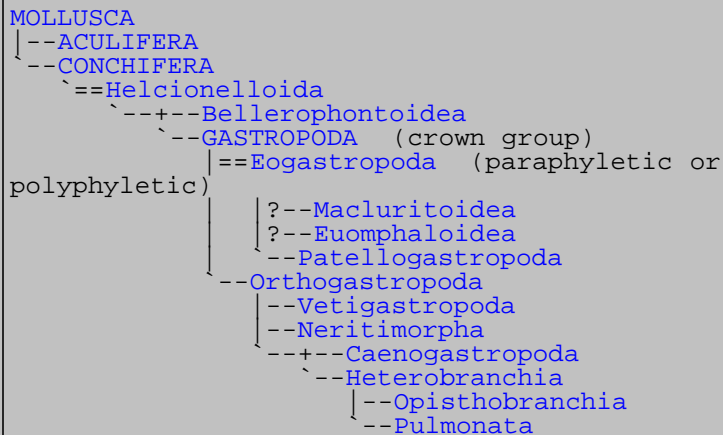 MOLLUSCA
|--ACULIFERA
`--CONCHIFERA
`==Helcionelloida
`--+--Bellerophontoidea
`--GASTROPODA (crown group)
|==Eogastropoda (paraphyletic or
polyphyletic)
| |?--Macluritoidea
| |?--Euomphaloidea
| `--Patellogastropoda
`--Orthogastropoda
|--Vetigastropoda
|--Neritimorpha
`--+--Caenogastropoda
`--Heterobranchia
|--Opisthobranchia
`--Pulmonata